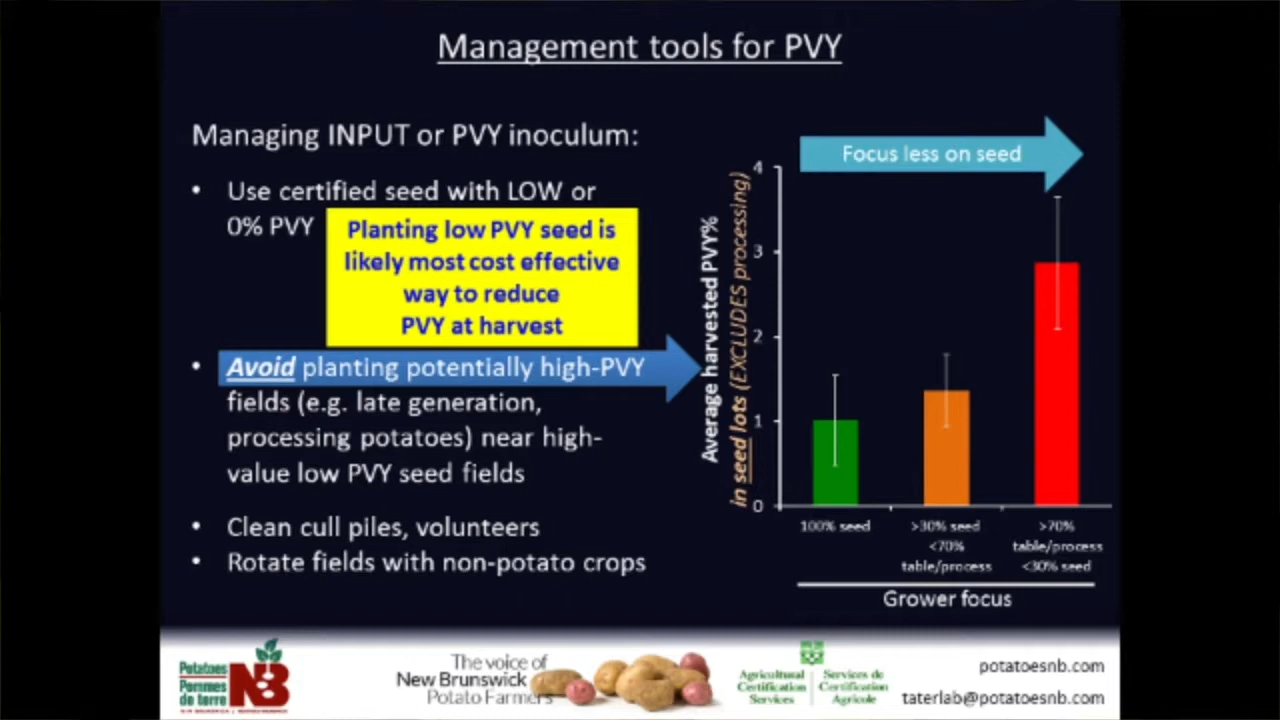 Management tools for PVY
Managing INPUT or PVY inoculum:
• Use certified seed with LOW or
0% PVY
Planting low PVY seed is
likely most cost effective
way to reduce
PVY at harvest
• Avoid planting potentially high-PVY
fields (e.g. late generation,
processing potatoes) near high-
value low PVY seed fields
• Clean cull piles, volunteers
• Rotate fields with non-potato crops
Focus less on seed
Average harvested PVY%
in seed lots (EXCLUDES processing)
4
3
2
1
0
100% seed
>30% seed
<70%
table/process
>70%
table/process
<30% seed
Grower focus
Potatoes
Pommes
de terre
NB
The voice of
New Brunswick
Potato Farmers
Agricultural
Certification
Services
Services de
Certification
Agricole
potatoesnb.com
taterlab@potatoesnb.com